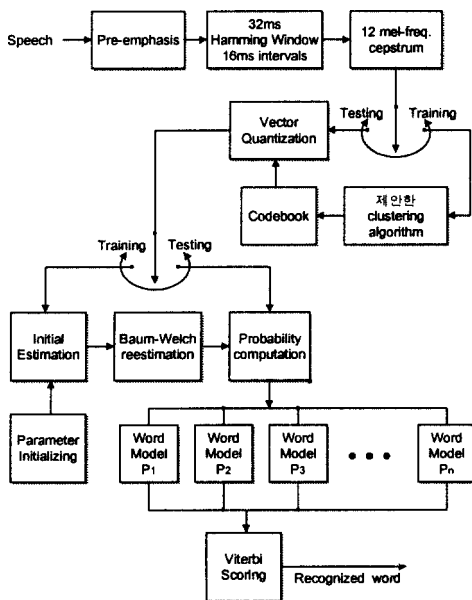 Speech
Pre-emphasis
32ms
Hamming Window
16ms intervals
12 mel-freq.
cepstrum
Testing
Training
Vector
Quantization
Codebook
제안한
clustering
algorithm
Training
Testing
Initial
Estimation
Baum-Welch
reestimation
Probability
computation
Parameter
Initializing
Word
Model
P1
Word
Model
P2
Word
Model
P3
• • •
Word
Model
Pn
Viterbi
Scoring
Recognized word